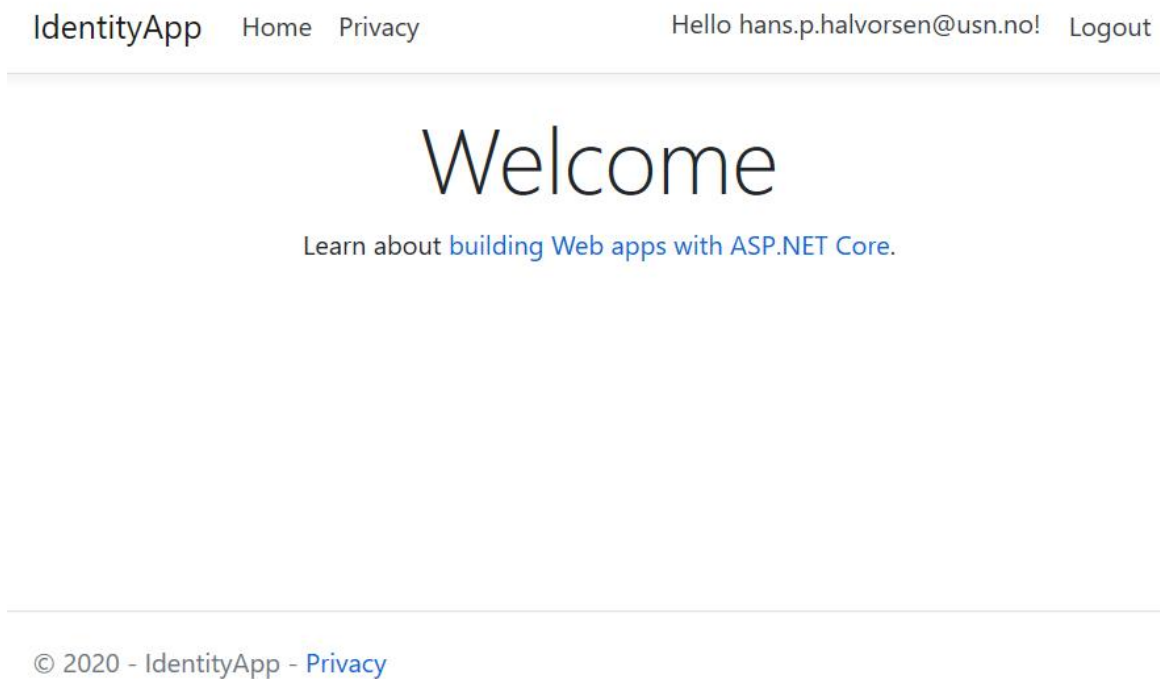 IdentityApp Home Privacy Hello hans.p.halvorsen@usn.no! Logout
Welcome
Learn about building Web apps with ASP.NET Core.
© 2020 - IdentityApp - Privacy